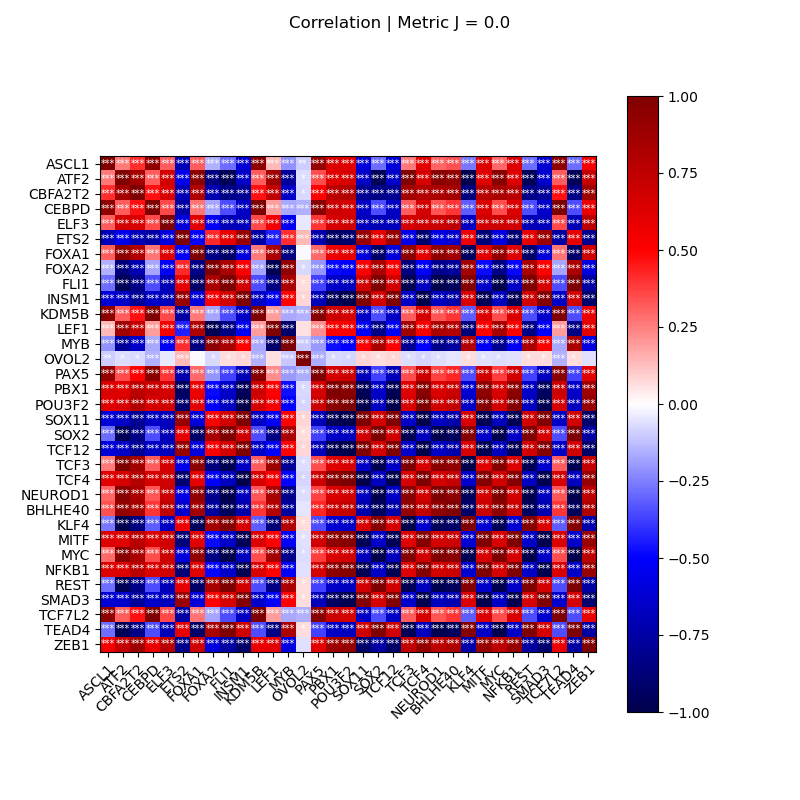 Correlation | Metric J = 0.0
ASCL1
ATF2
CBFA2T2
CEBPD
ELF3
ETS2
FOXA1
FOXA2
FLI1
INSM1
KDM5B
LEF1
MYB
OVOL2
PAX5
PBX1
POU3F2
SOX11
SOX2
TCF12
TCF3
TCF4
NEUROD1
BHLHE40
KLF4
MITF
MYC
NFKB1
REST
SMAD3
TCF7L2
TEAD4
ZEB1
ASCL1
ATF2
CBFA2T2
CEBPD
ELF3
ETS2
FOXA1
FOXA2
FLI1
INSM1
KDM5B
LEF1
MYB
OVOL2
PAX5
PBX1
POU3F2
SOX11
SOX2
TCF12
TCF3
TCF4
NEUROD1
BHLHE40
KLF4
MITF
MYC
NFKB1
REST
SMAD3
TCF7L2
TEAD4
ZEB1
1.00
0.75
0.50
0.25
0.00
−0.25
−0.50
−0.75
−1.00